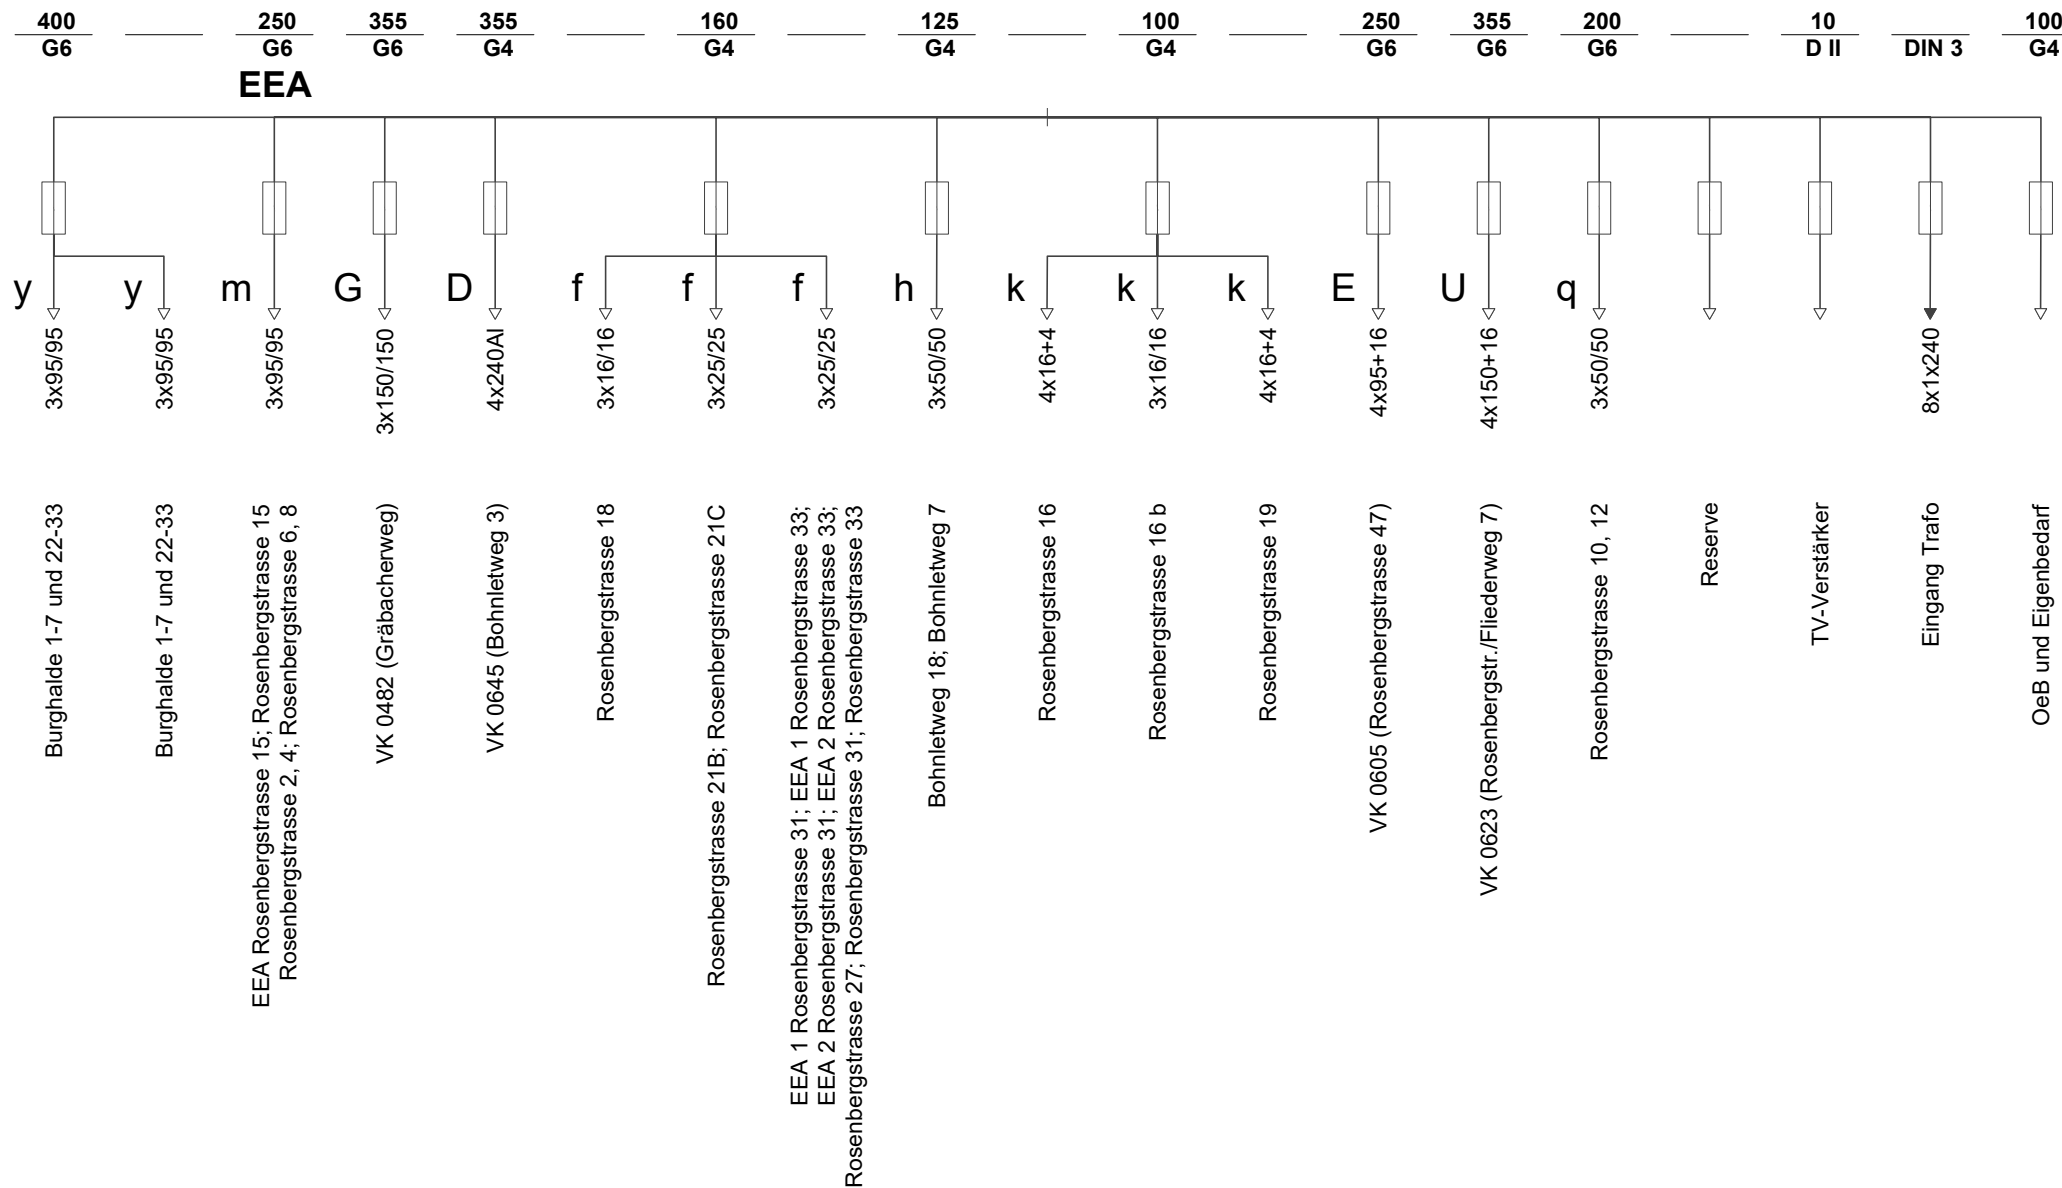 400
G6
250
G6
355
G6
355
G4
160
G4
125
G4
100
G4
250
G6
355
G6
200
G6
10
D II
DIN 3
100
G4
EEA
y
y
m
G
D
f
f
f
h
k
k
k
E
U
q
3x95/95
3x95/95
3x95/95
3x150/150
4x240Al
3x16/16
3x25/25
3x25/25
3x50/50
4x16+4
3x16/16
4x16+4
4x95+16
4x150+16
3x50/50
8x1x240
Burghalde 1-7 und 22-33
Burghalde 1-7 und 22-33
EEA Rosenbergstrasse 15; Rosenbergstrasse 15
Rosenbergstrasse 2, 4; Rosenbergstrasse 6, 8
VK 0482 (Gräbacherweg)
VK 0645 (Bohnletweg 3)
Rosenbergstrasse 18
Rosenbergstrasse 21B; Rosenbergstrasse 21C
EEA 1 Rosenbergstrasse 31; EEA 1 Rosenbergstrasse 33;
EEA 2 Rosenbergstrasse 31; EEA 2 Rosenbergstrasse 33;
Rosenbergstrasse 27; Rosenbergstrasse 31; Rosenbergstrasse 33
Bohnletweg 18; Bohnletweg 7
Rosenbergstrasse 16
Rosenbergstrasse 16 b
Rosenbergstrasse 19
VK 0605 (Rosenbergstrasse 47)
VK 0623 (Rosenbergstr./Fliederweg 7)
Rosenbergstrasse 10, 12
Reserve
TV-Verstärker
Eingang Trafo
OeB und Eigenbedarf